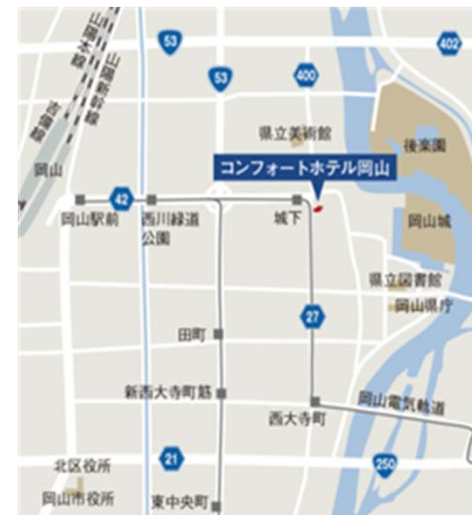 山陽本線
山陽新幹線
吉備線
53
53
402
400
県立美術館
後楽園
コンフォートホテル岡山
岡山
42
岡山駅前
西川緑道
公園
城下
岡山城
県立図書館
岡山県庁
27
田町
新西大寺町筋
西大寺町
岡山電気軌道
21
250
北区役所
岡山市役所
東中央町